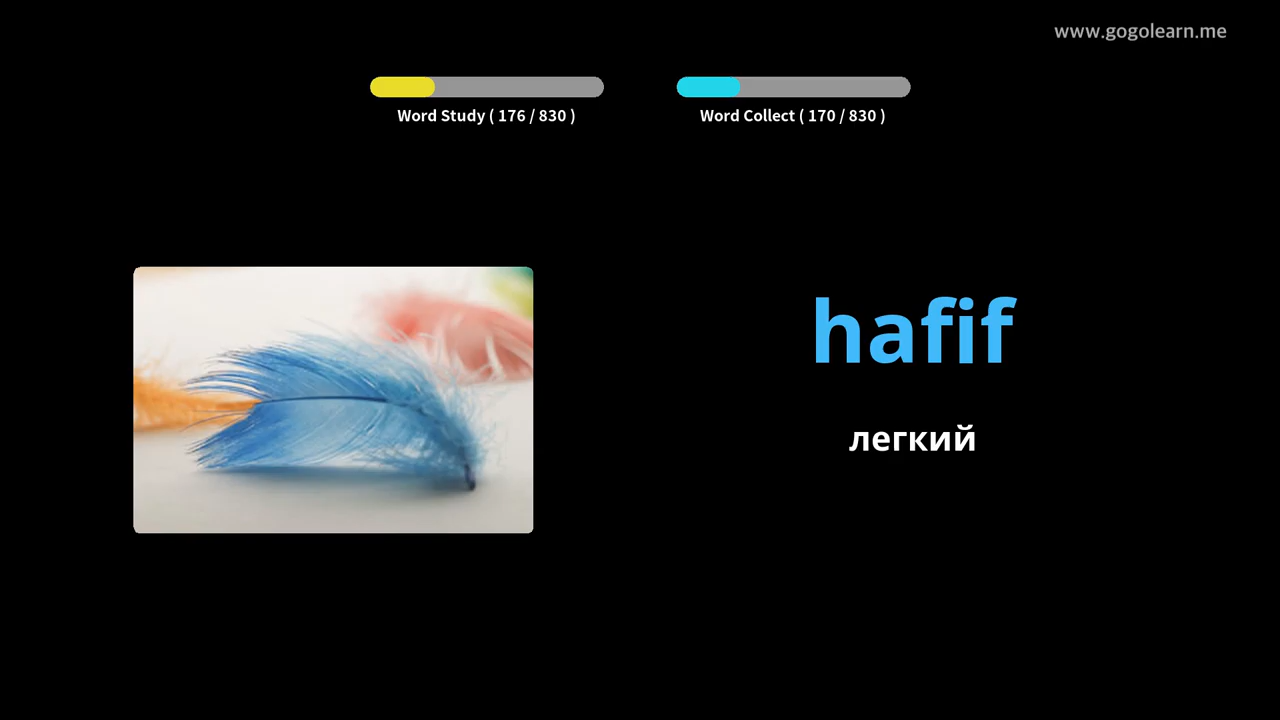 www.gogolearn.me
Word Study ( 176 / 830 )
Word Collect ( 170 / 830 )
hafif
легкий